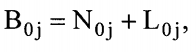 B₀ⱼ = N₀ⱼ + L₀ⱼ,